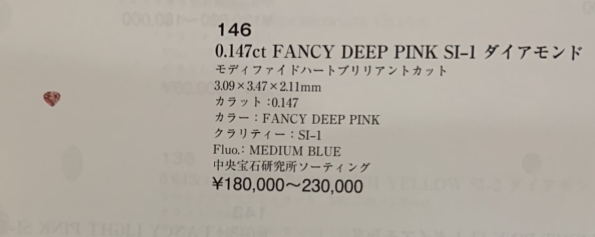 146
0.147ct FANCY DEEP PINK SI-1 ダイアモンド
モディファイドハートブリリアントカット
3.09×3.47×2.11mm
カラット:0.147
カラー:FANCY DEEP PINK
クラリティー:SI-1
Fluo.: MEDIUM BLUE
中央宝石研究所ソーティング
¥180,000〜230,000